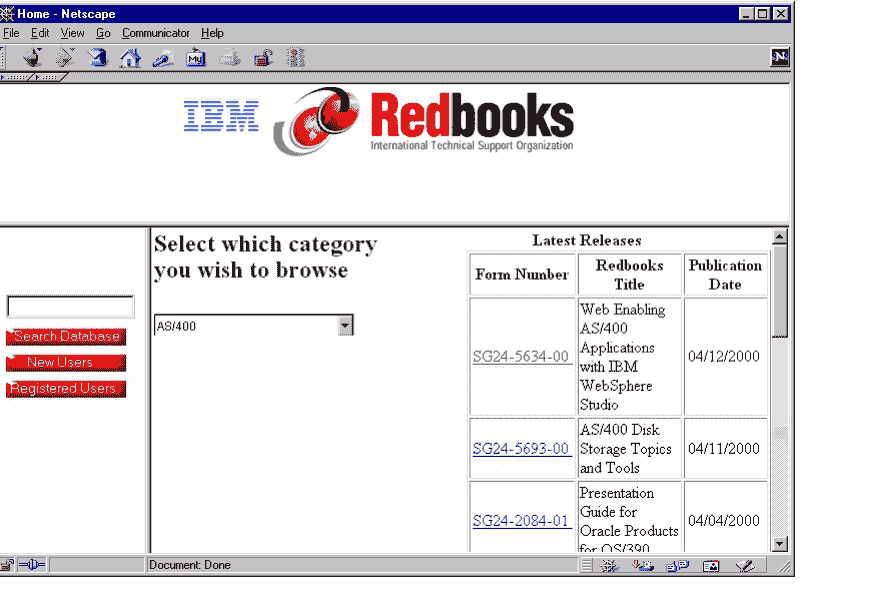 Home - Netscape
File Edit View Go Communicator Help
My
N
IBM Redbooks
International Technical Support Organization
Select which category
you wish to browse
AS/400
Search Database
New Users
Registered Users
Latest Releases
Form Number Redbooks Title Publication Date
SG24-5634-00 Web Enabling
AS/400
Applications
with IBM
WebSphere
Studio
04/12/2000
SG24-5693-00 AS/400 Disk
Storage Topics
and Tools
04/11/2000
SG24-2084-01 Presentation
Guide for
Oracle Products
for OS/390
04/04/2000
Document: Done